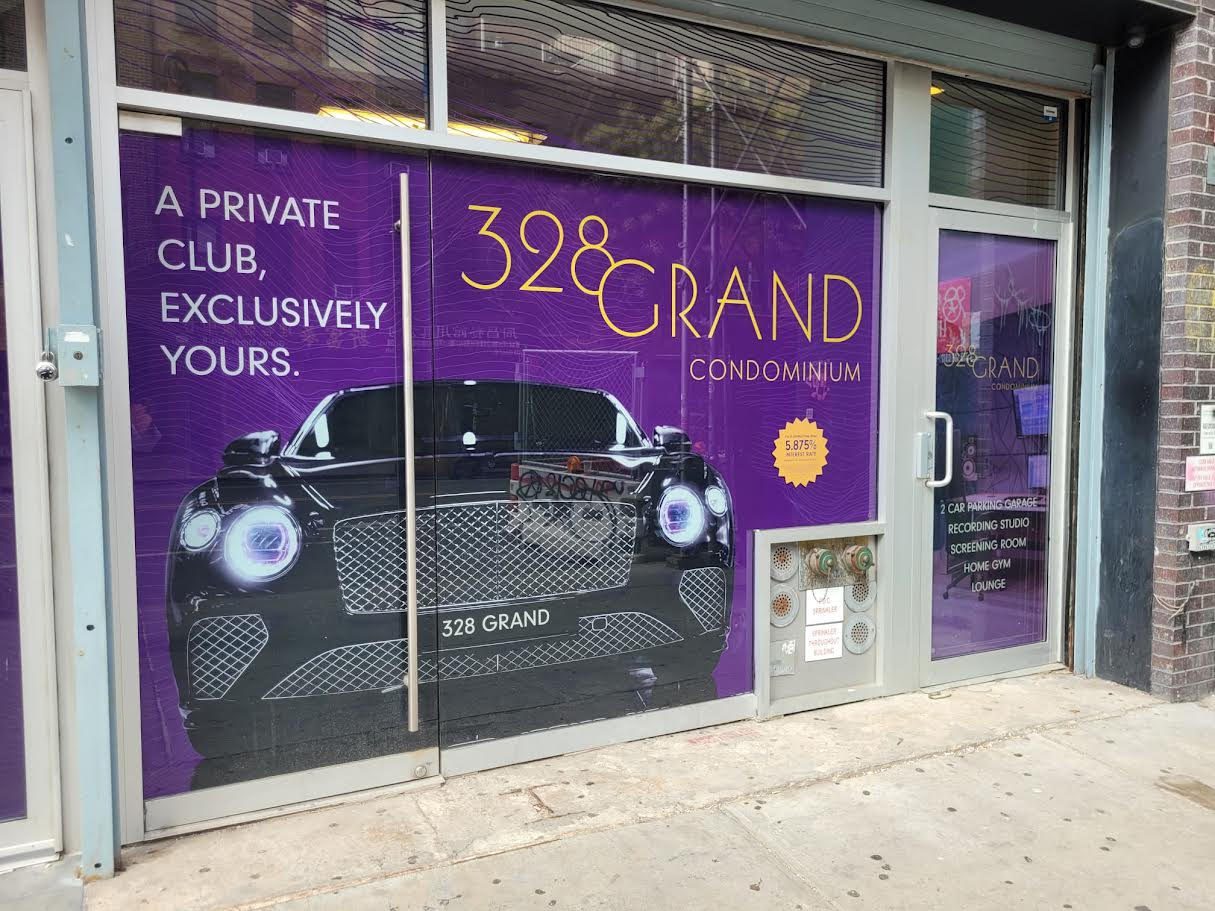 A PRIVATE
CLUB,
EXCLUSIVELY
YOURS.
328 GRAND
CONDOMINIUM
5.875%
INTEREST RATE
328 GRAND
SPRINKLER
SPRINKLER
THROUGHOUT
BUILDING
328 GRAND
CONDOMINIUM
2 CAR PARKING GARAGE
RECORDING STUDIO
SCREENING ROOM
HOME GYM
LOUNGE